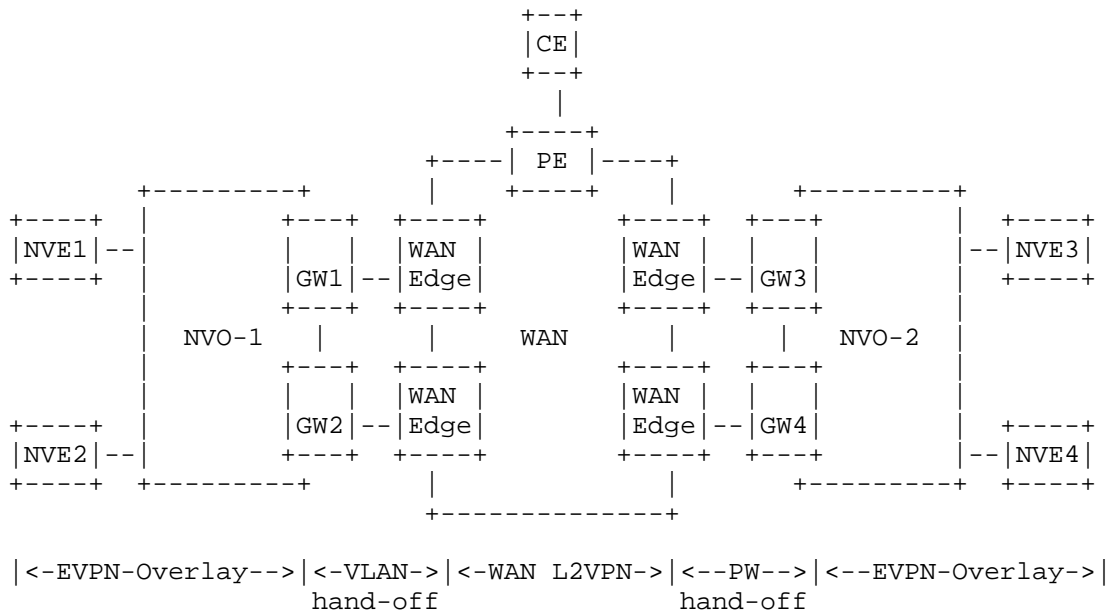 CE
PE
NVE1 WAN WAN NVE3
GW1 Edge Edge GW3
NVO-1 WAN NVO-2
WAN WAN
GW2 Edge Edge GW4
NVE2 NVE4
|<-EVPN-Overlay-->|<-VLAN->|<-WAN L2VPN->|<--PW-->|<--EVPN-Overlay->|
hand-off hand-off